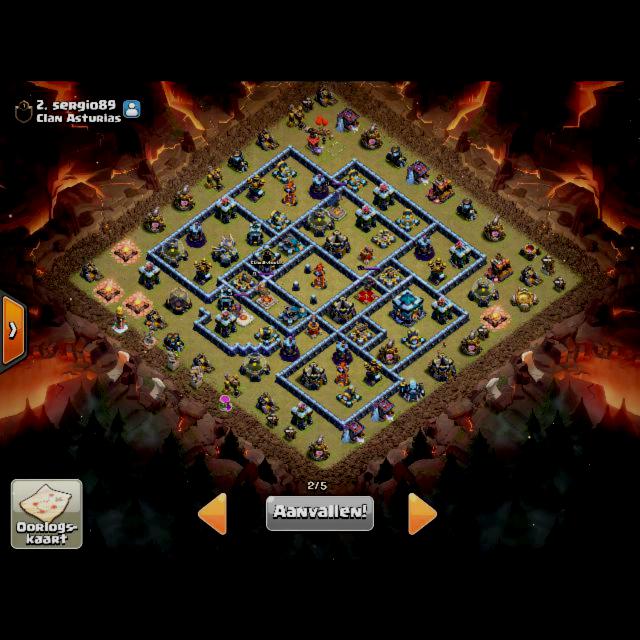 2. sergio89
Clan Asturias
2/5
Aanvallen!
Oorlogs-
kaart